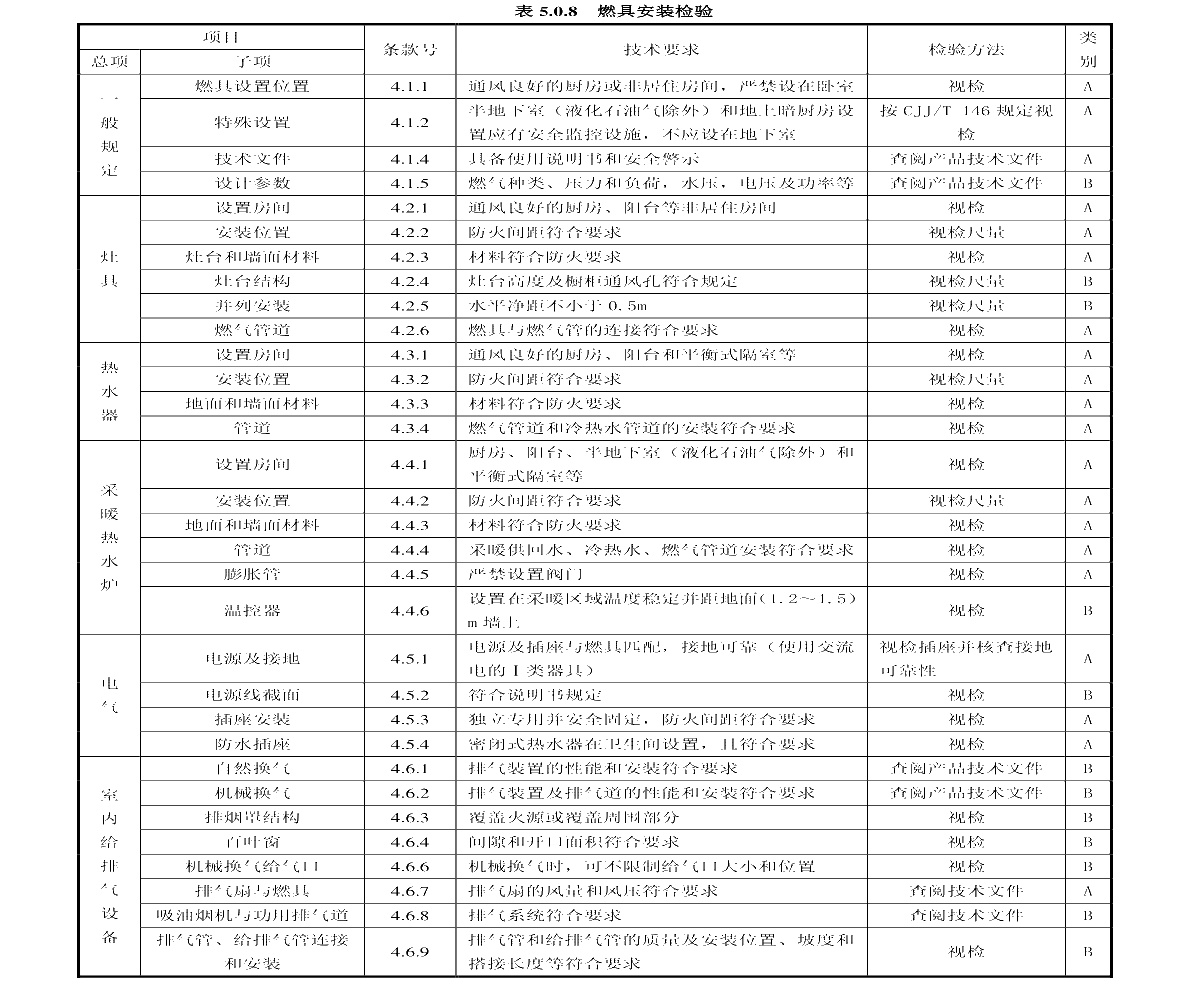 表 5.0.8 燃具安装检验
项目 条款号 技术要求 检验方法 类别
总项 子项
一般规定
燃具设置位置 4.1.1 通风良好的厨房或非居住房间，严禁设在卧室 视检 A
特殊设置 4.1.2 半地下室（液化石油气除外）和地上暗厨房设 按 CJJ/T 146 规定视 A
置应有安全监控设施，不应设在地下室 检
技术文件 4.1.4 具备使用说明书和安全警示 查阅产品技术文件 A
设计参数 4.1.5 燃气种类、压力和负荷，水压，电压及功率等 查阅产品技术文件 B
灶具
设置房间 4.2.1 通风良好的厨房、阳台等非居住房间 视检 A
安装位置 4.2.2 防火间距符合要求 视检尺量 A
灶台和墙面材料 4.2.3 材料符合防火要求 视检 A
灶台结构 4.2.4 灶台高度及橱柜通风孔符合规定 视检尺量 B
并列安装 4.2.5 水平净距不小于 0.5m 视检尺量 B
燃气管道 4.2.6 燃具与燃气管的连接符合要求 视检 A
热水器
设置房间 4.3.1 通风良好的厨房、阳台和平衡式隔室等 视检 A
安装位置 4.3.2 防火间距符合要求 视检尺量 A
地面和墙面材料 4.3.3 材料符合防火要求 视检 A
管道 4.3.4 燃气管道和冷热水管道的安装符合要求 视检 A
采暖热水炉
设置房间 4.4.1 厨房、阳台、半地下室（液化石油气除外）和 视检 A
平衡式隔室等
安装位置 4.4.2 防火间距符合要求 视检尺量 A
地面和墙面材料 4.4.3 材料符合防火要求 视检 A
管道 4.4.4 采暖供回水、冷热水、燃气管道安装符合要求 视检 A
膨胀管 4.4.5 严禁设置阀门 视检 A
温控器 4.4.6 设置在采暖区域温度稳定并距地面(1.2～1.5) 视检 B
m 墙上
电气
电源及接地 4.5.1 电源及插座与燃具匹配，接地可靠（使用交流 视检插座并核查接地 A
电的 I 类器具） 可靠性
电源线截面 4.5.2 符合说明书规定 视检 B
插座安装 4.5.3 独立专用并安全固定，防火间距符合要求 视检 A
防水插座 4.5.4 密闭式热水器在卫生间设置，且符合要求 视检 A
室内给排气设备
自然换气 4.6.1 排气装置的性能和安装符合要求 查阅产品技术文件 B
机械换气 4.6.2 排气装置及排气道的性能和安装符合要求 查阅产品技术文件 B
排烟罩结构 4.6.3 覆盖火源或覆盖周围部分 视检 B
百叶窗 4.6.4 间隙和开口面积符合要求 视检 B
机械换气给气口 4.6.6 机械换气时，可不限制给气口大小和位置 视检 B
排气扇与燃具 4.6.7 排气扇的风量和风压符合要求 查阅技术文件 A
吸油烟机与功用排气道 4.6.8 排气系统符合要求 查阅技术文件 B
排气管、给排气管连接 4.6.9 排气管和给排气管的质量及安装位置、坡度和 视检 B
和安装 搭接长度等符合要求